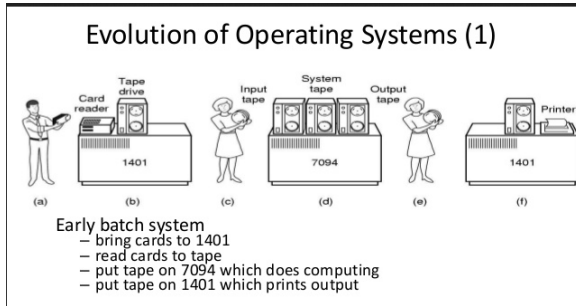 Evolution of Operating Systems (1)
Card
reader
Tape
drive
Input
tape
System
tape
Output
tape
Printer
1401
7094
1401
(a)
(b)
(c)
(d)
(e)
(f)
Early batch system
– bring cards to 1401
– read cards to tape
– put tape on 7094 which does computing
– put tape on 1401 which prints output